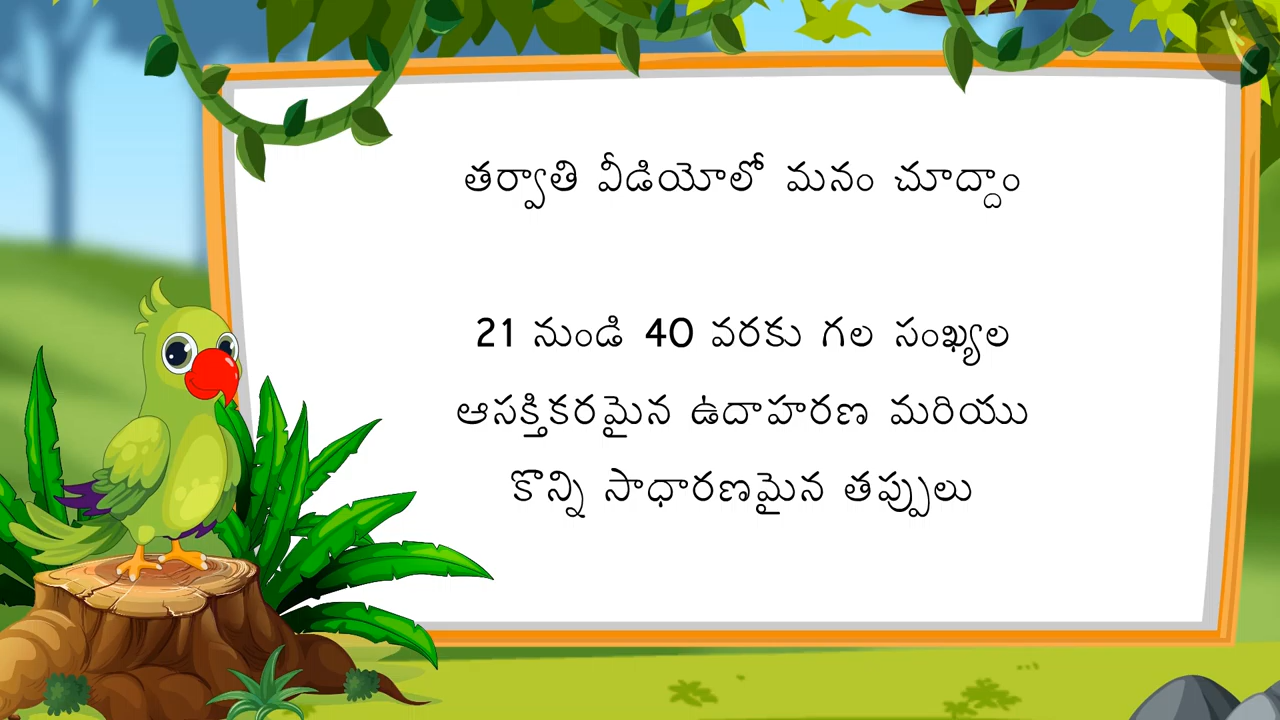 తర్వాతి వీడియోలో మనం చూద్దాం
21 నుండి 40 వరకు గల సంఖ్యల
ఆసక్తికరమైన ఉదాహరణ మరియు
కొన్ని సాధారణమైన తప్పులు